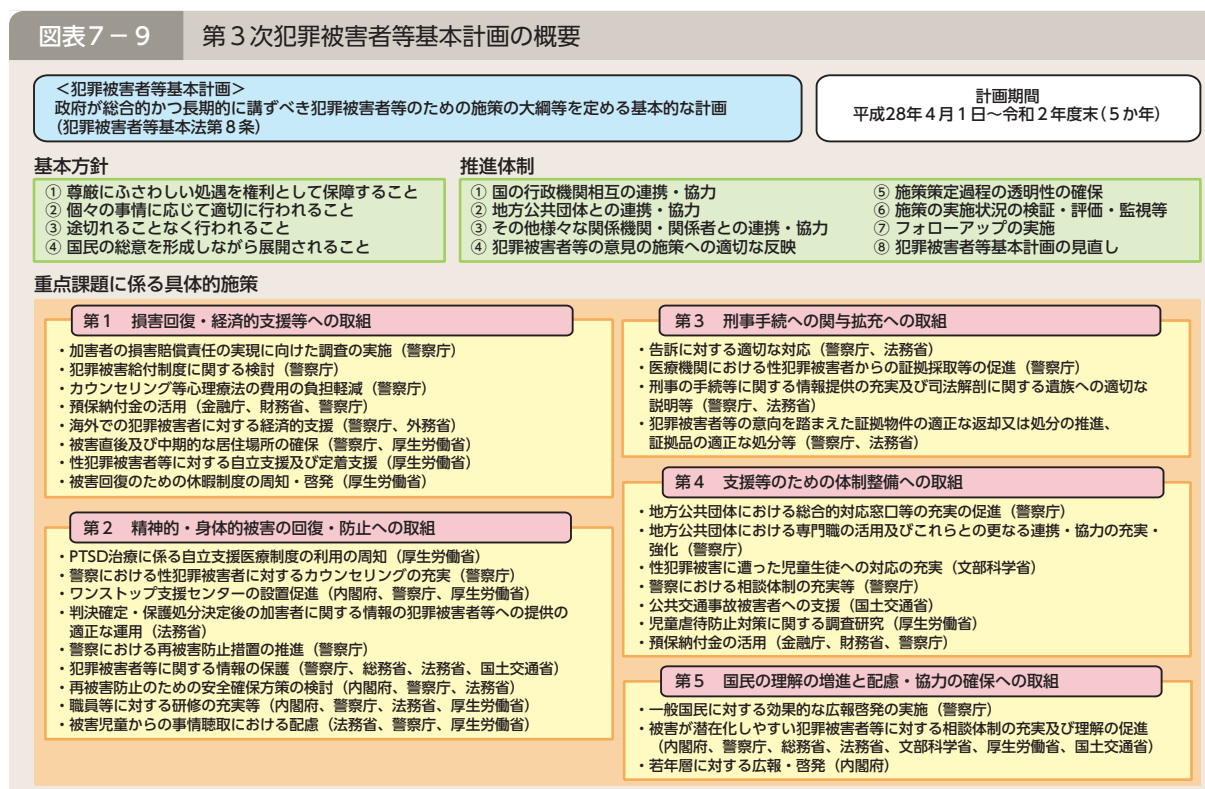 図表7-9 第3次犯罪被害者等基本計画の概要
<犯罪被害者等基本計画>
政府が総合的かつ長期的に講ずべき犯罪被害者等のための施策の大綱等を定める基本的な計画
(犯罪被害者等基本法第8条)
計画期間
平成28年4月1日~令和2年度末(5か年)
基本方針
① 尊厳にふさわしい処遇を権利として保障すること
② 個々の事情に応じて適切に行われること
③ 途切れることなく行われること
④ 国民の総意を形成しながら展開されること
推進体制
① 国の行政機関相互の連携・協力
② 地方公共団体との連携・協力
③ その他様々な関係機関・関係者との連携・協力
④ 犯罪被害者等の意見の施策への適切な反映
⑤ 施策策定過程の透明性の確保
⑥ 施策の実施状況の検証・評価・監視等
⑦ フォローアップの実施
⑧ 犯罪被害者等基本計画の見直し
重点課題に係る具体的施策
第1 損害回復・経済的支援等への取組
・加害者の損害賠償責任の実現に向けた調査の実施(警察庁)
・犯罪被害給付制度に関する検討(警察庁)
・カウンセリング等心理療法の費用の負担軽減(警察庁)
・預保納付金の活用(金融庁、財務省、警察庁)
・海外での犯罪被害者に対する経済的支援(警察庁、外務省)
・被害直後及び中期的な居住場所の確保(警察庁、厚生労働省)
・性犯罪被害者等に対する自立支援及び定着支援(厚生労働省)
・被害回復のための休暇制度の周知・啓発(厚生労働省)
第2 精神的・身体的被害の回復・防止への取組
・PTSD治療に係る自立支援医療制度の利用の周知(厚生労働省)
・警察における性犯罪被害者に対するカウンセリングの充実(警察庁)
・ワンストップ支援センターの設置促進(内閣府、警察庁、厚生労働省)
・判決確定・保護処分決定後の加害者に関する情報の犯罪被害者等への提供の
適正な運用(法務省)
・警察における再被害防止措置の推進(警察庁)
・犯罪被害者等に関する情報の保護(警察庁、総務省、法務省、国土交通省)
・再被害防止のための安全確保方策の検討(内閣府、警察庁、法務省)
・職員等に対する研修の充実等(内閣府、警察庁、法務省、厚生労働省)
・被害児童からの事情聴取における配慮(法務省、警察庁、厚生労働省)
第3 刑事手続への関与拡充への取組
・告訴に対する適切な対応(警察庁、法務省)
・医療機関における性犯罪被害者からの証拠採取等の促進(警察庁)
・刑事の手続等に関する情報提供の充実及び司法解剖に関する遺族への適切な
説明等(警察庁、法務省)
・犯罪被害者等の意向を踏まえた証拠物件の適正な返却又は処分の推進、
証拠品の適正な処分等(警察庁、法務省)
第4 支援等のための体制整備への取組
・地方公共団体における総合的対応窓口等の充実の促進(警察庁)
・地方公共団体における専門職の活用及びこれらとの更なる連携・協力の充実・
強化(警察庁)
・性犯罪被害に遭った児童生徒への対応の充実(文部科学省)
・警察における相談体制の充実等(警察庁)
・公共交通事故被害者への支援(国土交通省)
・児童虐待防止対策に関する調査研究(厚生労働省)
・預保納付金の活用(金融庁、財務省、警察庁)
第5 国民の理解の増進と配慮・協力の確保への取組
・一般国民に対する効果的な広報啓発の実施(警察庁)
・被害が潜在化しやすい犯罪被害者等に対する相談体制の充実及び理解の促進
(内閣府、警察庁、総務省、法務省、文部科学省、厚生労働省、国土交通省)
・若年層に対する広報・啓発(内閣府)